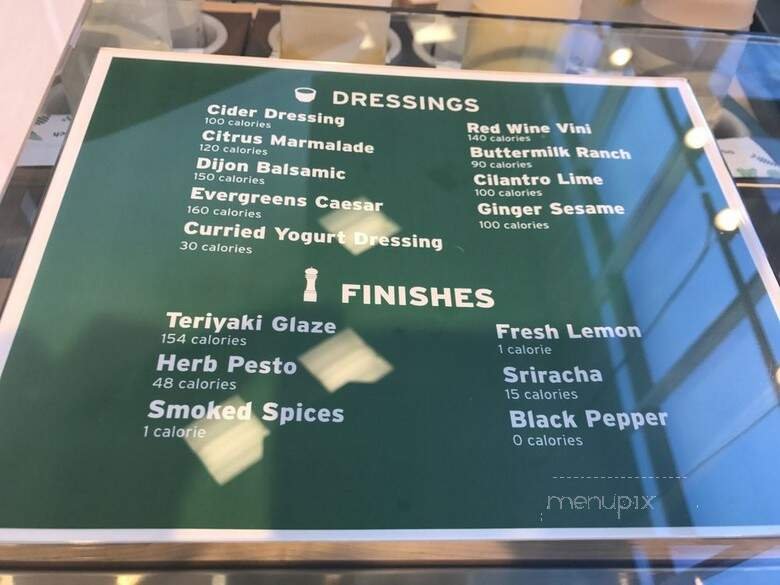 DRESSINGS
Cider Dressing
100 calories
Citrus Marmalade
120 calories
Dijon Balsamic
150 calories
Evergreens Caesar
160 calories
Curried Yogurt Dressing
30 calories
Red Wine Vini
140 calories
Buttermilk Ranch
90 calories
Cilantro Lime
100 calories
Ginger Sesame
100 calories
FINISHES
Teriyaki Glaze
154 calories
Herb Pesto
48 calories
Smoked Spices
1 calorie
Fresh Lemon
1 calorie
Sriracha
15 calories
Black Pepper
0 calories
menupix